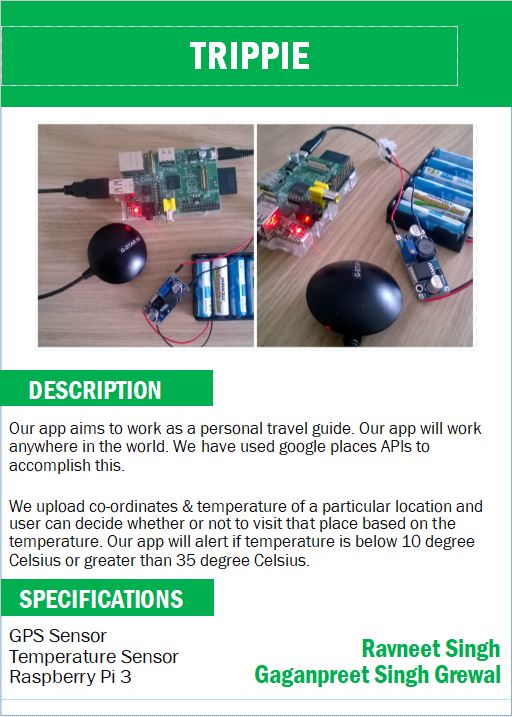 TRIPPIE
G-STAR IV
G-STAR
DESCRIPTION
Our app aims to work as a personal travel guide. Our app will work
anywhere in the world. We have used google places APIs to
accomplish this.
We upload co-ordinates & temperature of a particular location and
user can decide whether or not to visit that place based on the
temperature. Our app will alert if temperature is below 10 degree
Celsius or greater than 35 degree Celsius.
SPECIFICATIONS
GPS Sensor
Temperature Sensor
Raspberry Pi 3
Ravneet Singh
Gaganpreet Singh Grewal